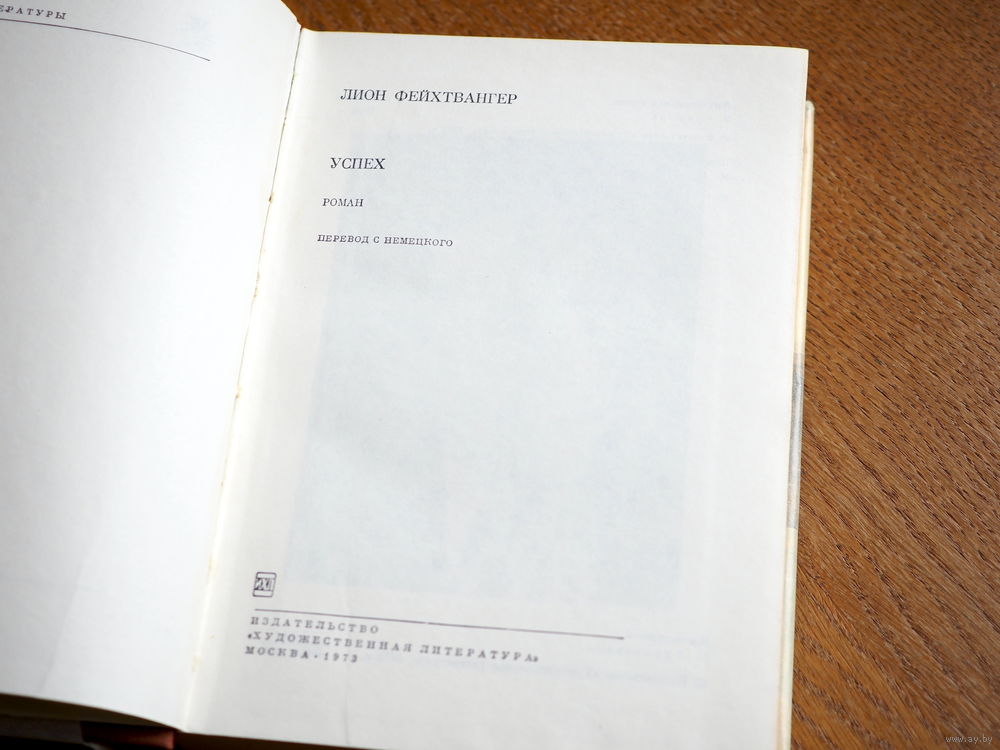 ЕРАТУРЫ
ЛИОН ФЕЙХТВАНГЕР
УСПЕХ
РОМАН
ПЕРЕВОД С НЕМЕЦКОГО
ИЗДАТЕЛЬСТВО
«ХУДОЖЕСТВЕННАЯ ЛИТЕРАТУРА»
МОСКВА · 1973
www.ay.by